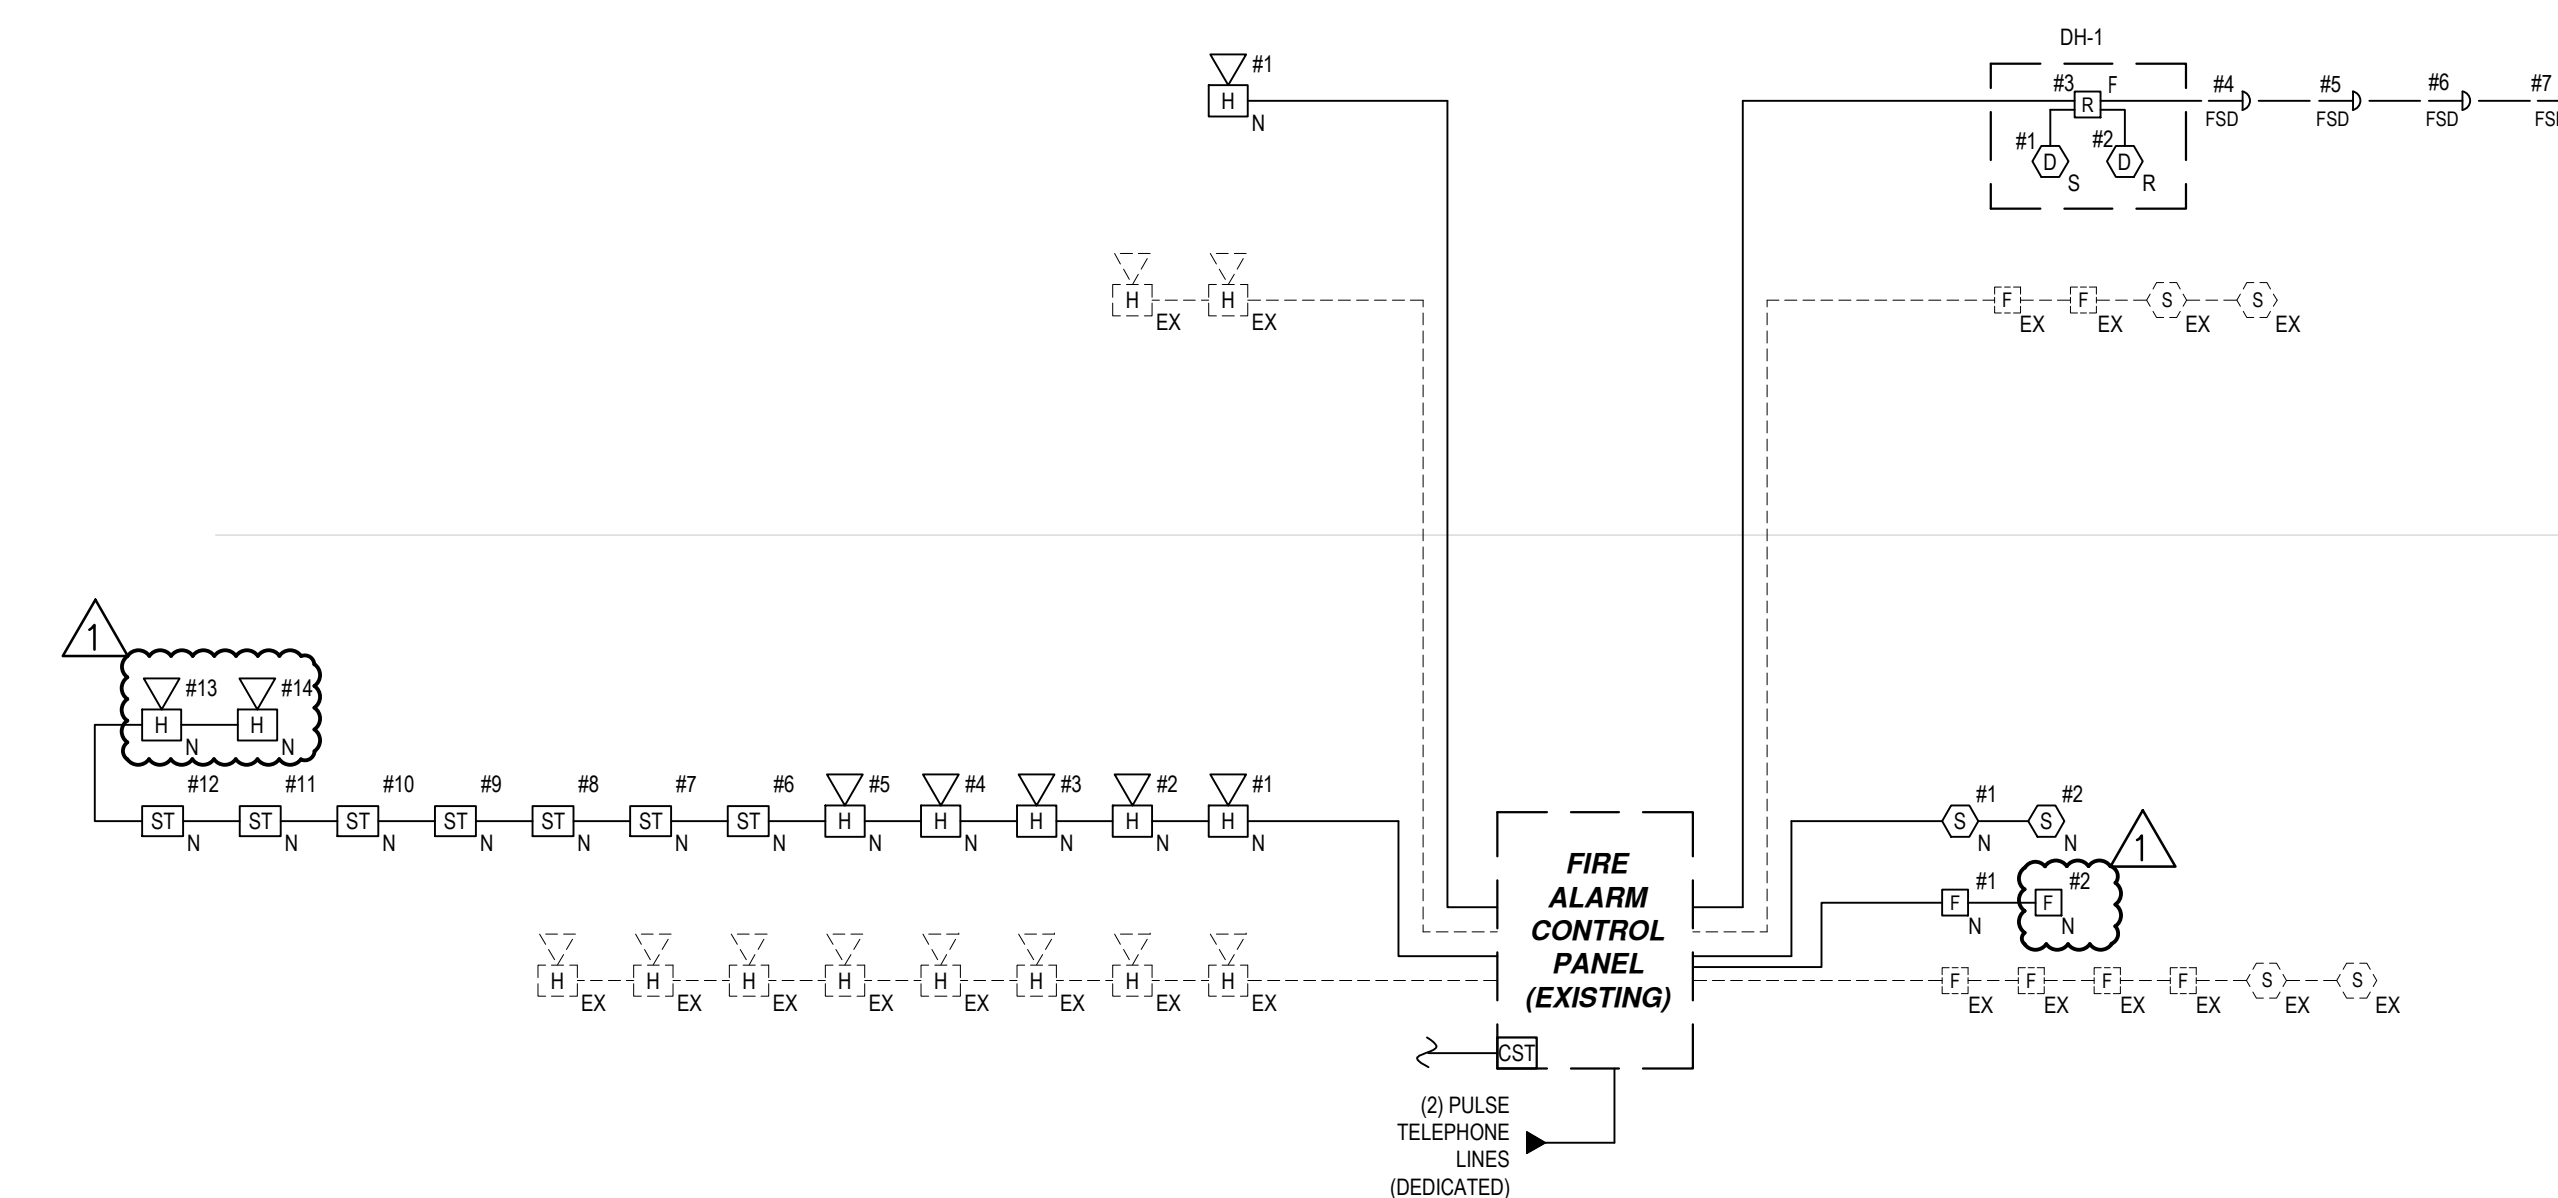 DH-1
#1
H
N
#3 F
R
#1 #2
D D
S R
#4 #5 #6 #7
FSD FSD FSD
H H
EX EX
F F S S
EX EX EX EX
1
#13 #14
H H
N N
#12 #11 #10 #9 #8 #7 #6 #5 #4 #3 #2 #1
ST ST ST ST ST ST ST H H H H H
N N N N N N N N N N N N
H H H H H H H H
EX EX EX EX EX EX EX EX
FIRE
ALARM
CONTROL
PANEL
(EXISTING)
CST
(2) PULSE
TELEPHONE
LINES
(DEDICATED)
#1 #2
S S
N N
1
#1 #2
F F
N N
F F F F S S
EX EX EX EX EX EX